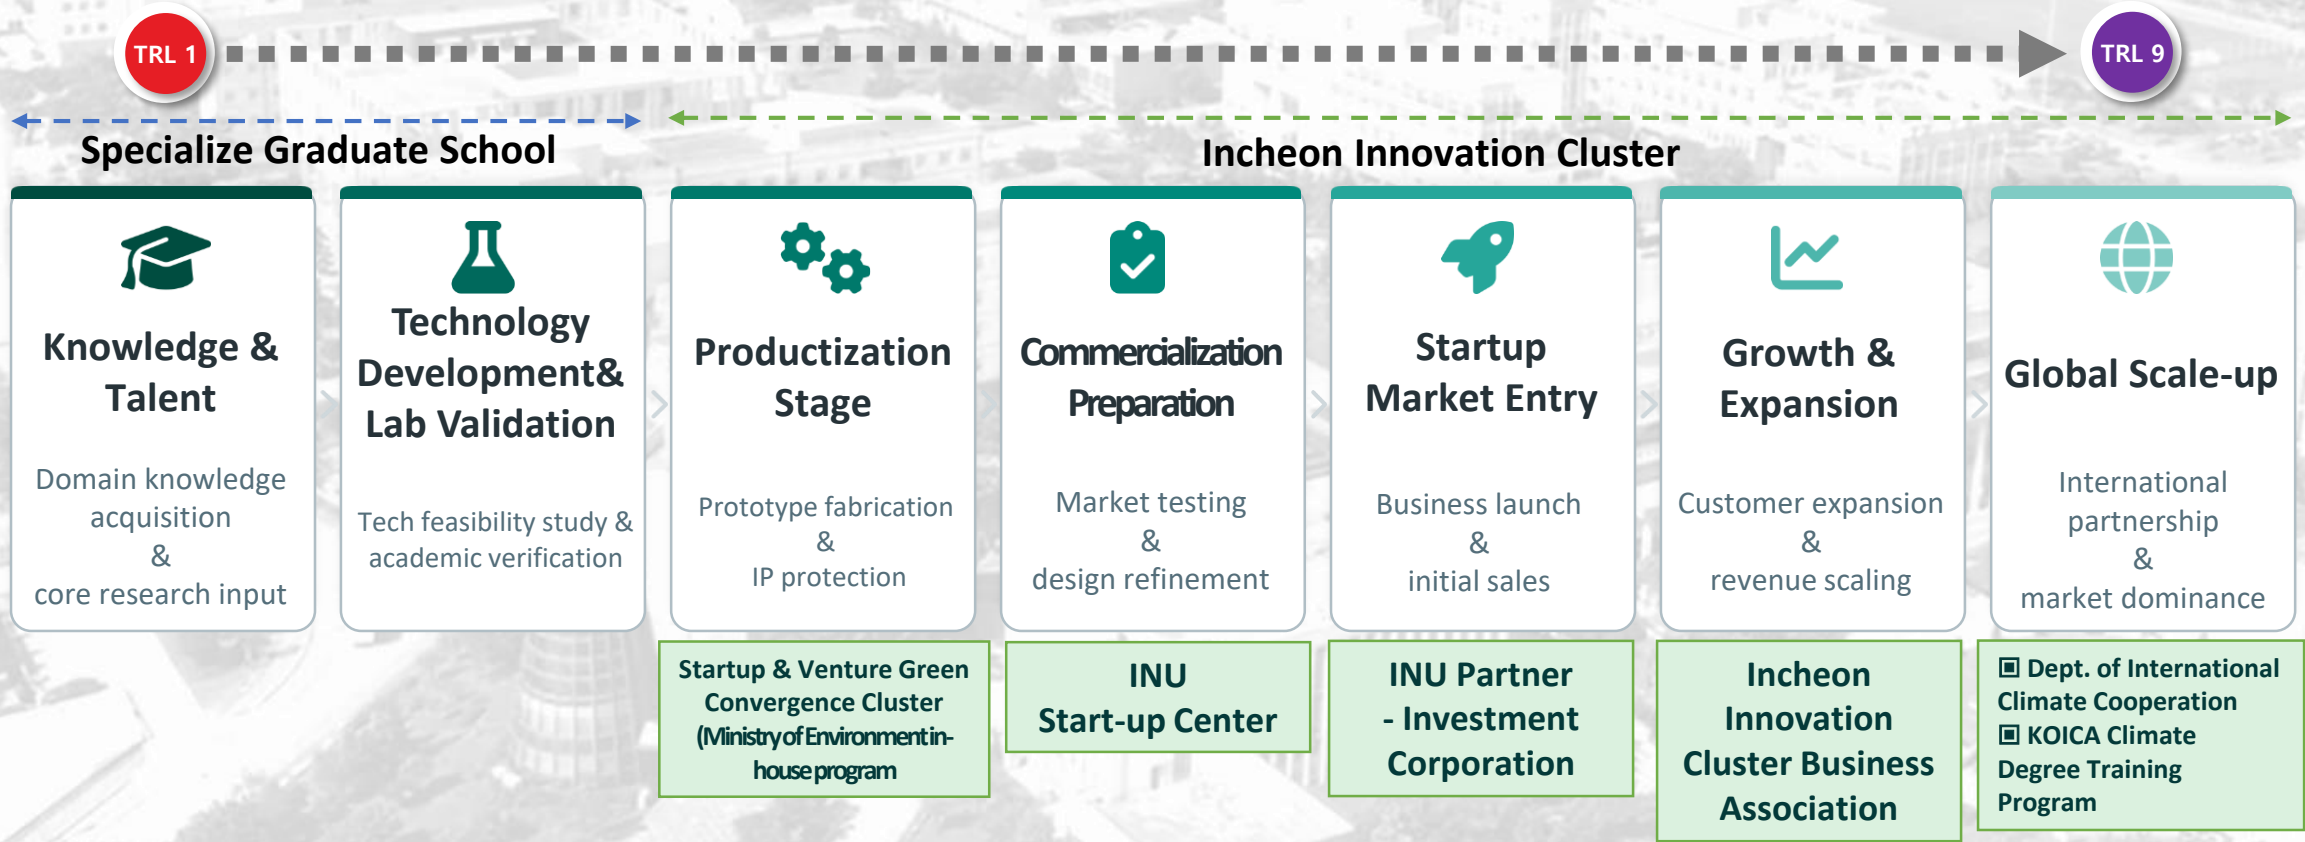 TRL 1
TRL 9
Specialize Graduate School
Incheon Innovation Cluster
Knowledge &
Talent
Domain knowledge
acquisition
&
core research input
Technology
Development&
Lab Validation
Tech feasibility study &
academic verification
Productization
Stage
Prototype fabrication
&
IP protection
Commercialization
Preparation
Market testing
&
design refinement
Startup
Market Entry
Business launch
&
initial sales
Growth &
Expansion
Customer expansion
&
revenue scaling
Global Scale-up
International
partnership
&
market dominance
Startup & Venture Green
Convergence Cluster
(Ministry of Environment in-
house program
INU
Start-up Center
INU Partner
- Investment
Corporation
Incheon
Innovation
Cluster Business
Association
▣ Dept. of International
Climate Cooperation
▣ KOICA Climate
Degree Training
Program